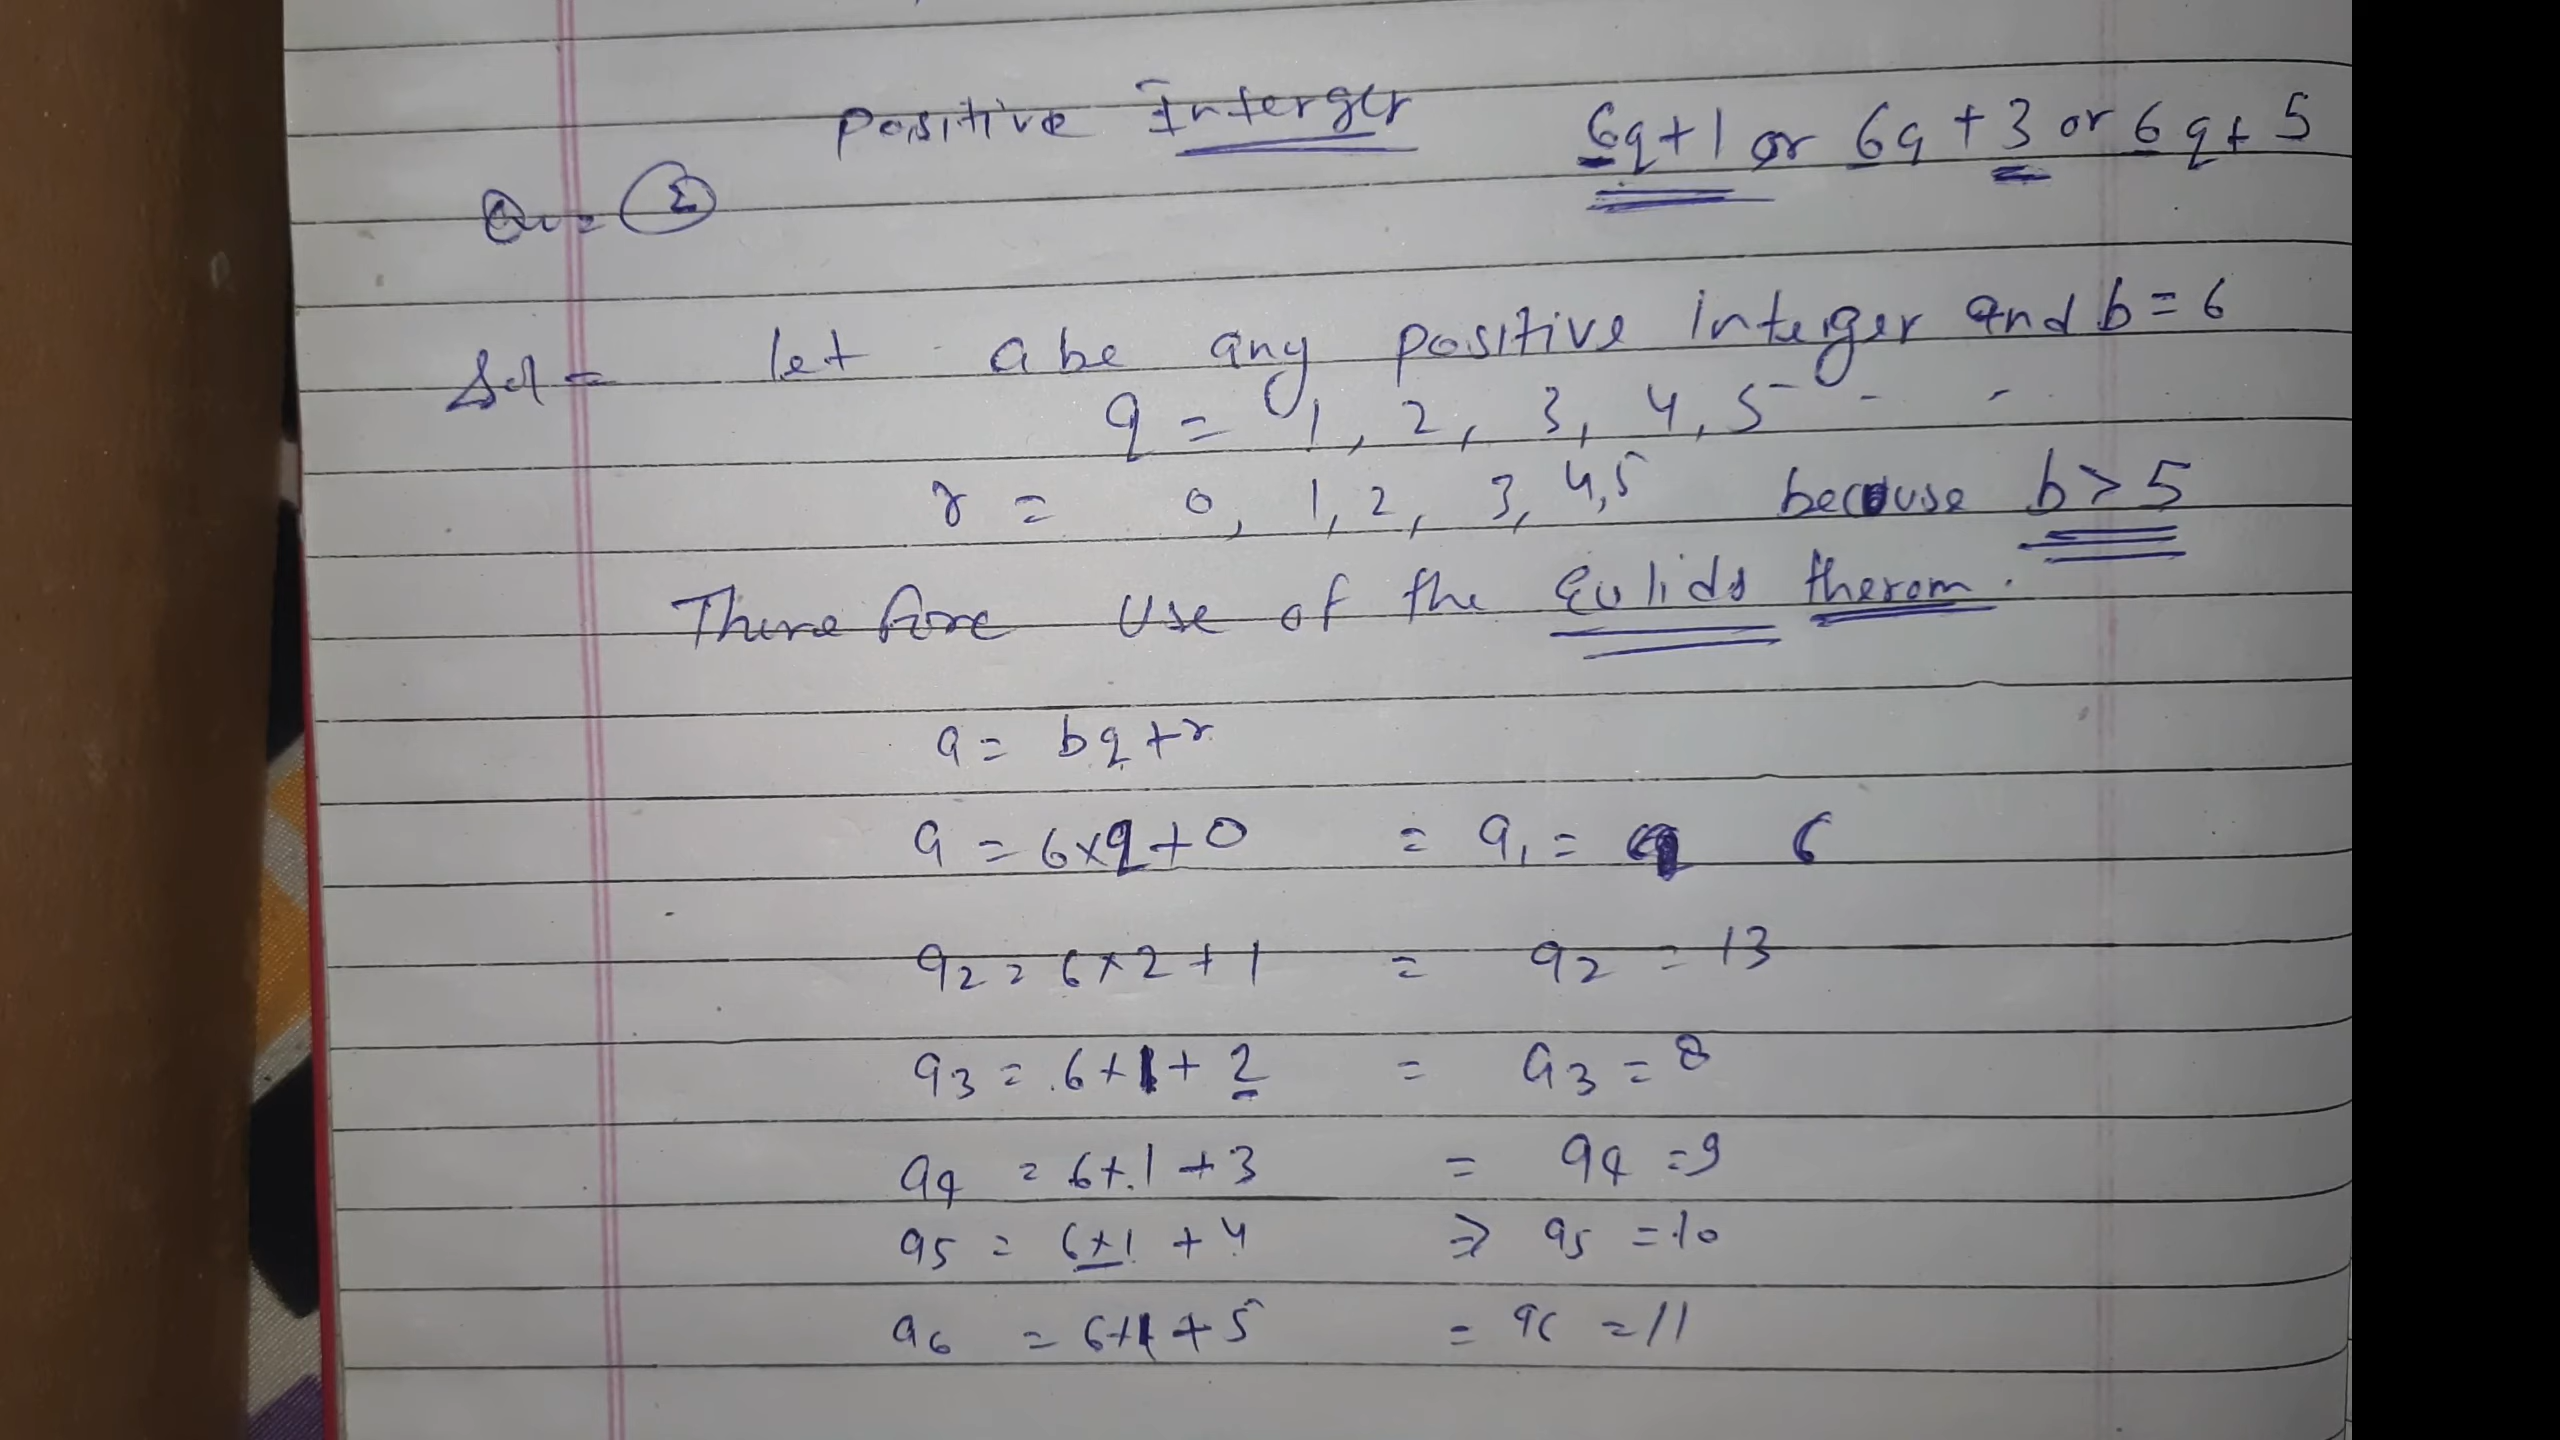 Positive Interger
6q+1 or 6q+3 or 6q+5
Qu= 2
Sol= let a be any positive interger and b=6
q = 1, 2, 3, 4, 5 - - -
r = 0, 1, 2, 3, 4,5 because b>5
There fore Use of the Eulids therom.
a= bq+r
a = 6×q+0 = a1= 6
a2= 6×2+1 = a2 = 13
a3= 6×1+2 = a3=8
a4 = 6×1+3 = a4=9
a5= 6×1+4 ⇒ a5=10
a6 = 6×1+5 = a6=11